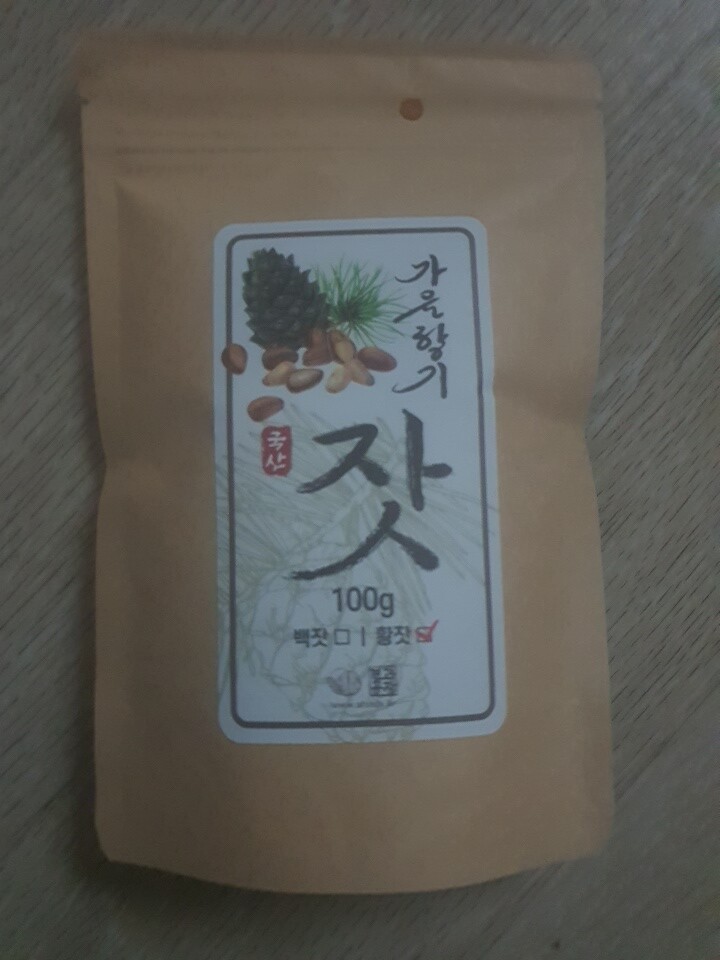 가을향기
국산
잣
100g
백잣 □ | 황잣 ☑